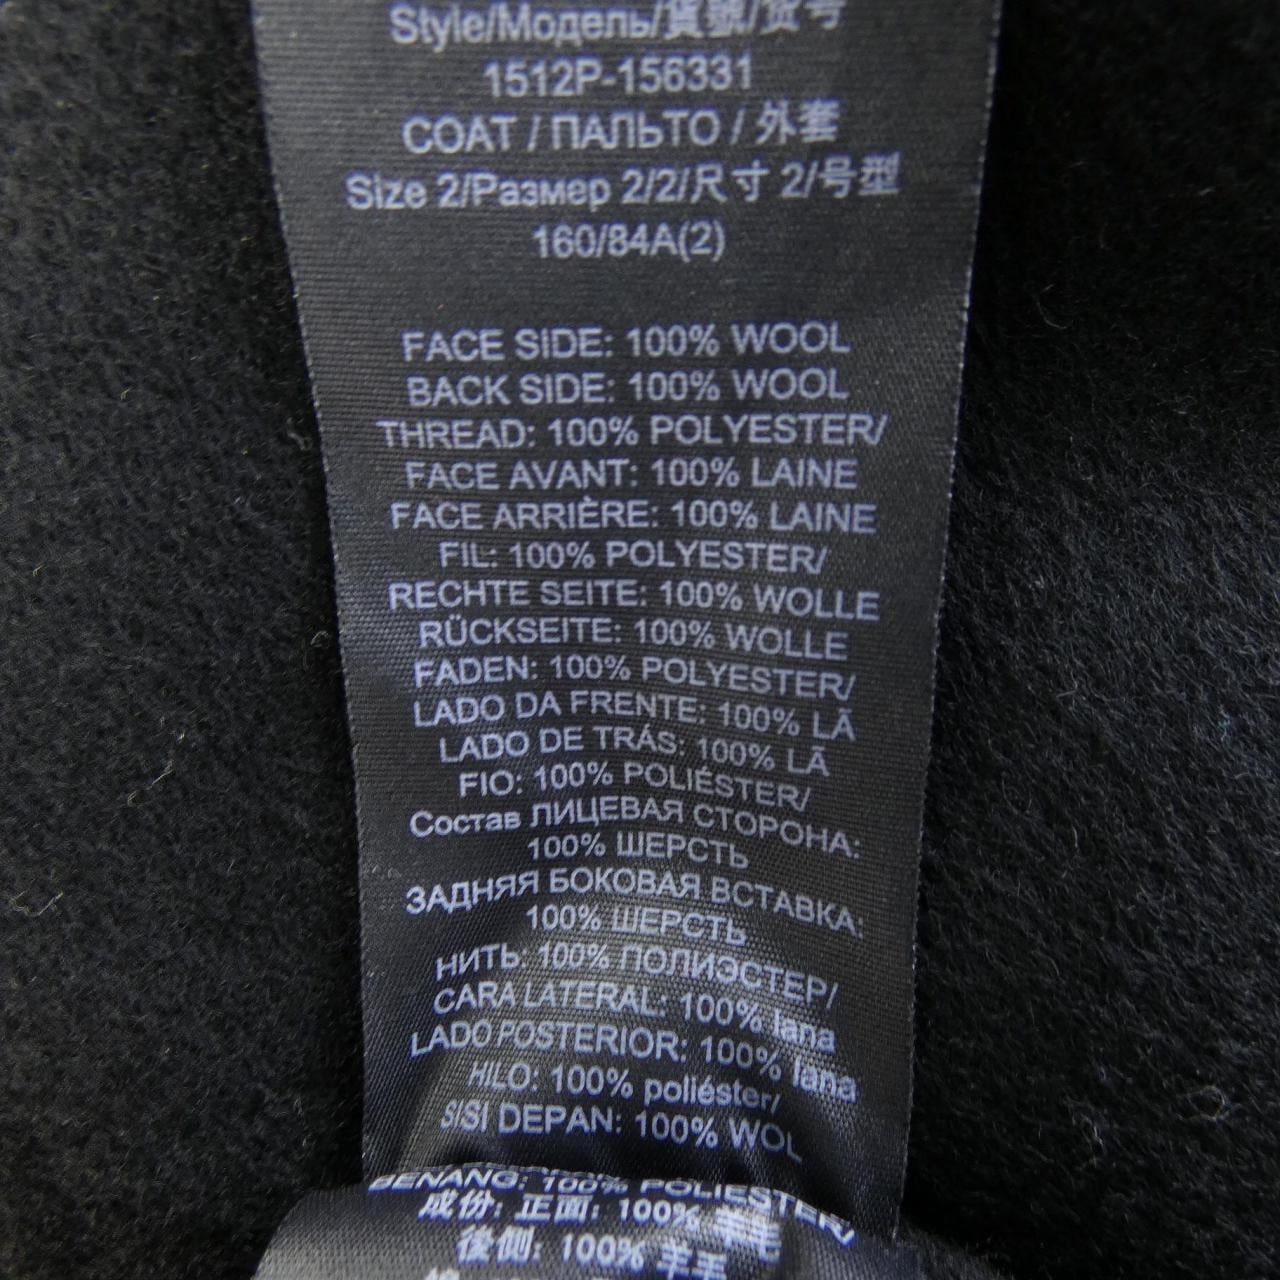 Style/Модель/貨號/货号
1512P-156331
COAT / ПАЛЬТО / 外套
Size 2/Размер 2/2/尺寸 2/号型
160/84A(2)
FACE SIDE: 100% WOOL
BACK SIDE: 100% WOOL
THREAD: 100% POLYESTER/
FACE AVANT: 100% LAINE
FACE ARRIÈRE: 100% LAINE
FIL: 100% POLYESTER/
RECHTE SEITE: 100% WOLLE
RÜCKSEITE: 100% WOLLE
FADEN: 100% POLYESTER/
LADO DA FRENTE: 100% LÃ
LADO DE TRÁS: 100% LÃ
FIO: 100% POLIÉSTER/
Состав ЛИЦЕВАЯ СТОРОНА:
100% ШЕРСТЬ
ЗАДНЯЯ БОКОВАЯ ВСТАВКА:
100% ШЕРСТЬ
НИТЬ: 100% ПОЛИЭСТЕР/
CARA LATERAL: 100% lana
LADO POSTERIOR: 100% lana
HILO: 100% poliéster/
SISI DEPAN: 100% WOL
BENANG: 100% POLIESTER/
成份: 正面: 100% 羊毛
後側: 100% 羊毛